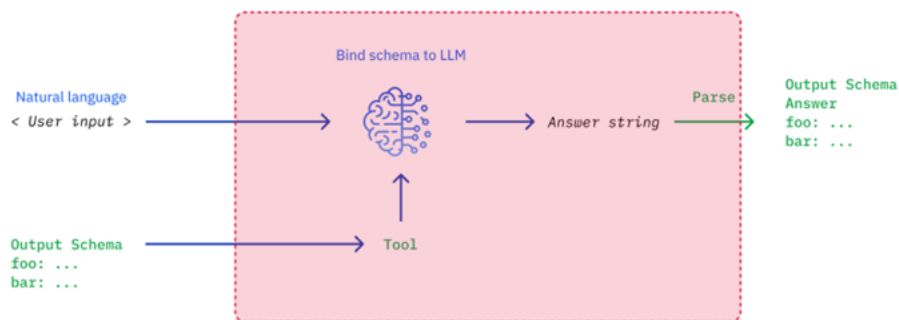 Bind schema to LLM
Natural language
< User input >
Answer string
Parse
Output Schema
Answer
foo: ...
bar: ...
Tool
Output Schema
foo: ...
bar: ...